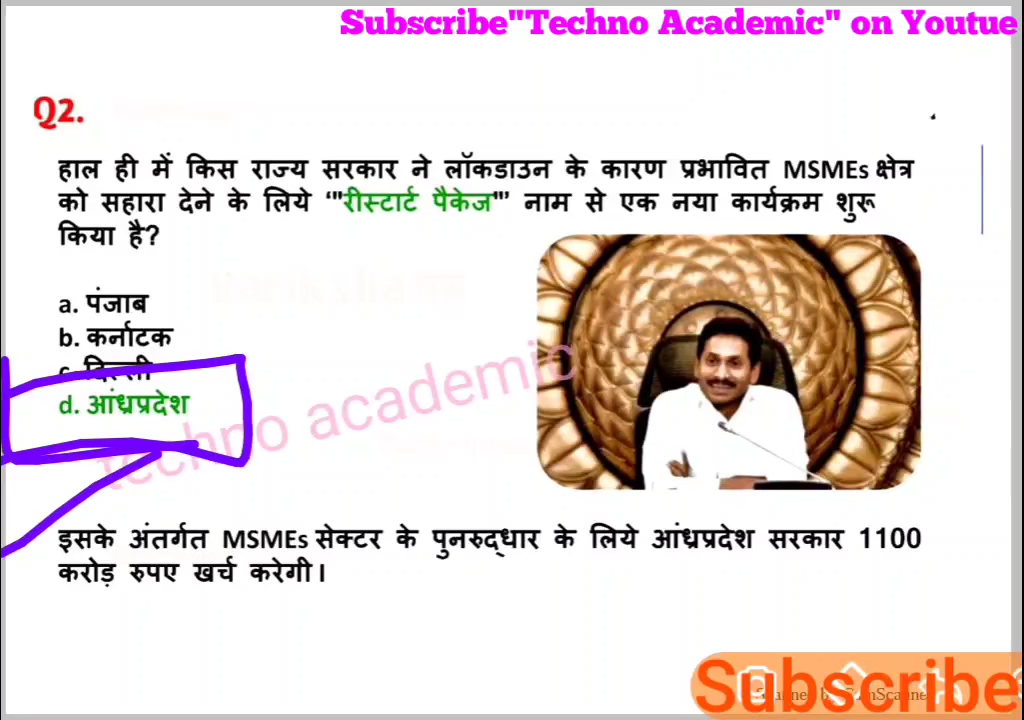 Subscribe"Techno Academic" on Youtue
Q2.
हाल ही में किस राज्य सरकार ने लॉकडाउन के कारण प्रभावित MSMEs क्षेत्र
को सहारा देने के लिये '"रीस्टार्ट पैकेज"' नाम से एक नया कार्यक्रम शुरू
किया है?
a. पंजाब
b. कर्नाटक
c. दिल्ली
d. आंध्रप्रदेश
techno academic
इसके अंतर्गत MSMEs सेक्टर के पुनरुद्धार के लिये आंध्रप्रदेश सरकार 1100
करोड़ रुपए खर्च करेगी।
Subscribe